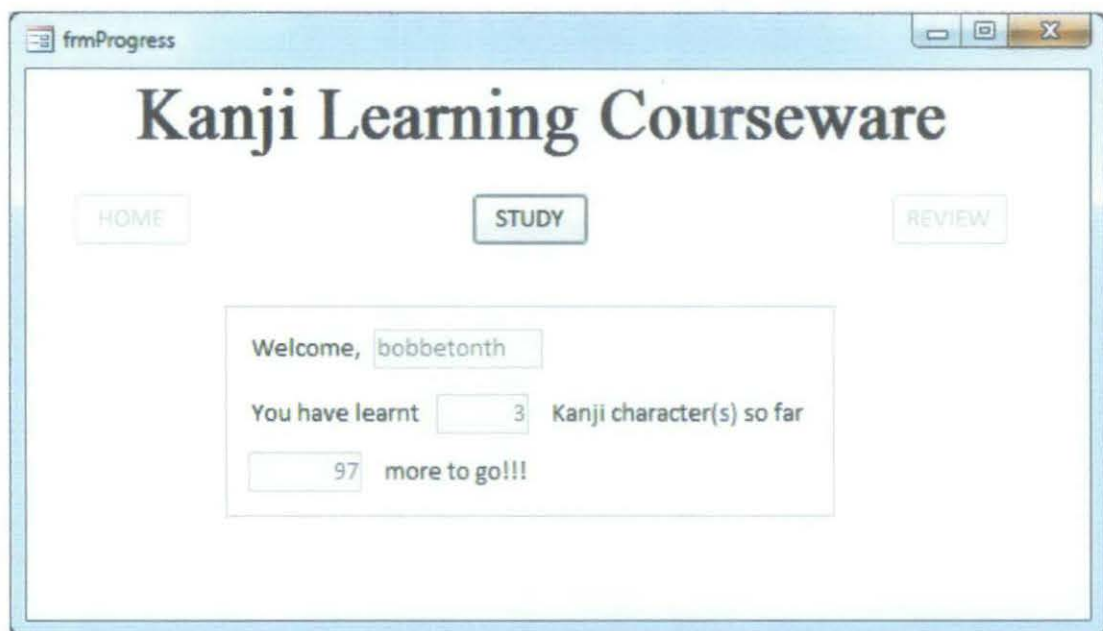 frmProgress
Kanji Learning Courseware
HOME STUDY REVIEW
Welcome, bobbetonth
You have learnt 3 Kanji character(s) so far
97 more to go!!!